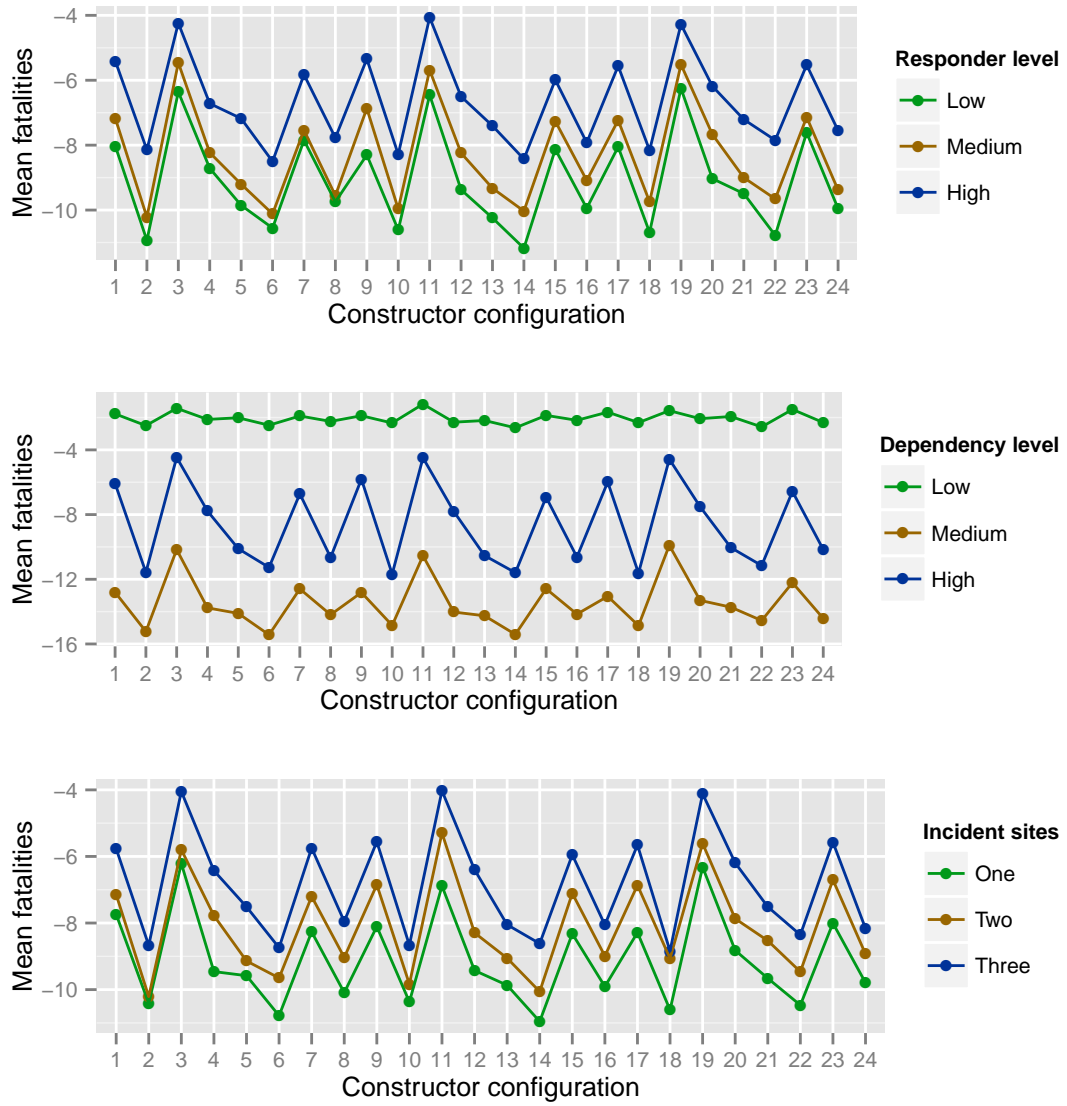 −4
−6
−8
−10
Mean fatalities
1 2 3 4 5 6 7 8 9 10 11 12 13 14 15 16 17 18 19 20 21 22 23 24
Constructor configuration
Responder level
Low
Medium
High
−4
−8
−12
−16
Mean fatalities
1 2 3 4 5 6 7 8 9 10 11 12 13 14 15 16 17 18 19 20 21 22 23 24
Constructor configuration
Dependency level
Low
Medium
High
−4
−6
−8
−10
Mean fatalities
1 2 3 4 5 6 7 8 9 10 11 12 13 14 15 16 17 18 19 20 21 22 23 24
Constructor configuration
Incident sites
One
Two
Three